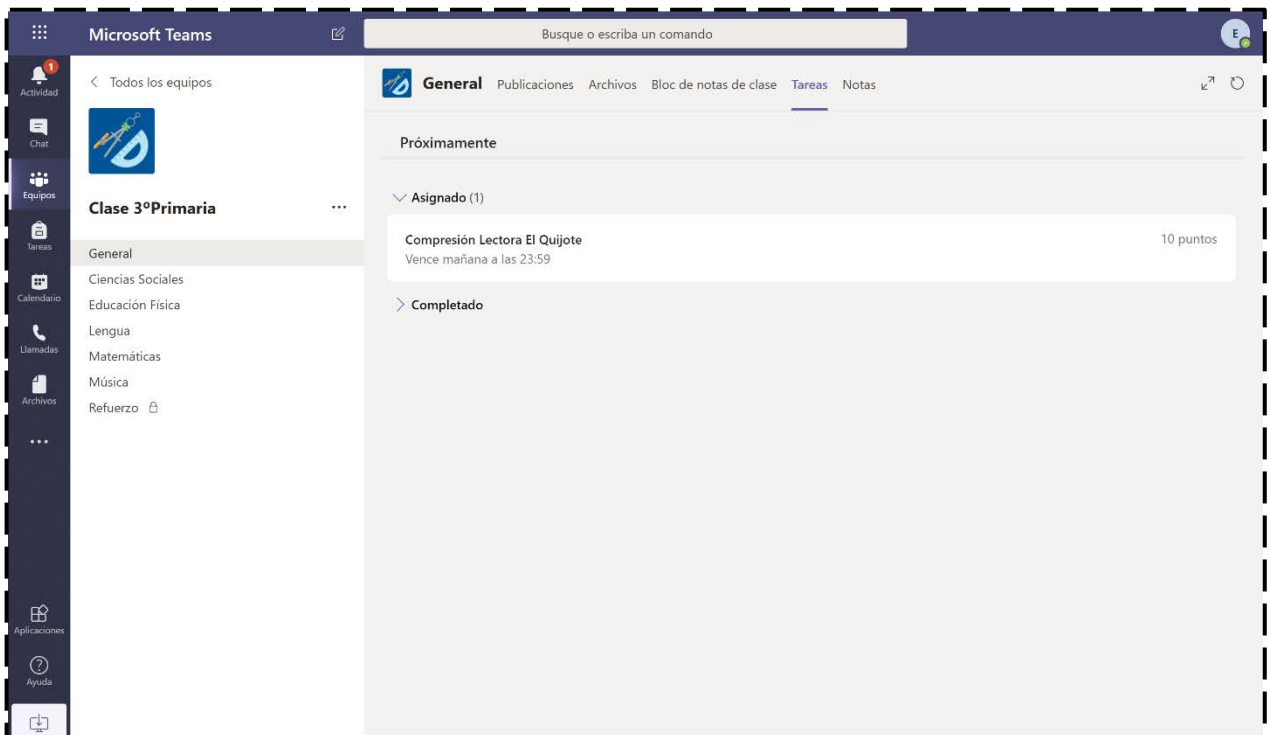 Microsoft Teams
Busque o escriba un comando
E
1
Actividad
Chat
Equipos
Tareas
Calendario
Llamadas
Archivos
Aplicaciones
Ayuda
Todos los equipos
Clase 3ºPrimaria
General
Ciencias Sociales
Educación Física
Lengua
Matemáticas
Música
Refuerzo
General Publicaciones Archivos Bloc de notas de clase Tareas Notas
Próximamente
Asignado (1)
Compresión Lectora El Quijote 10 puntos
Vence mañana a las 23:59
Completado